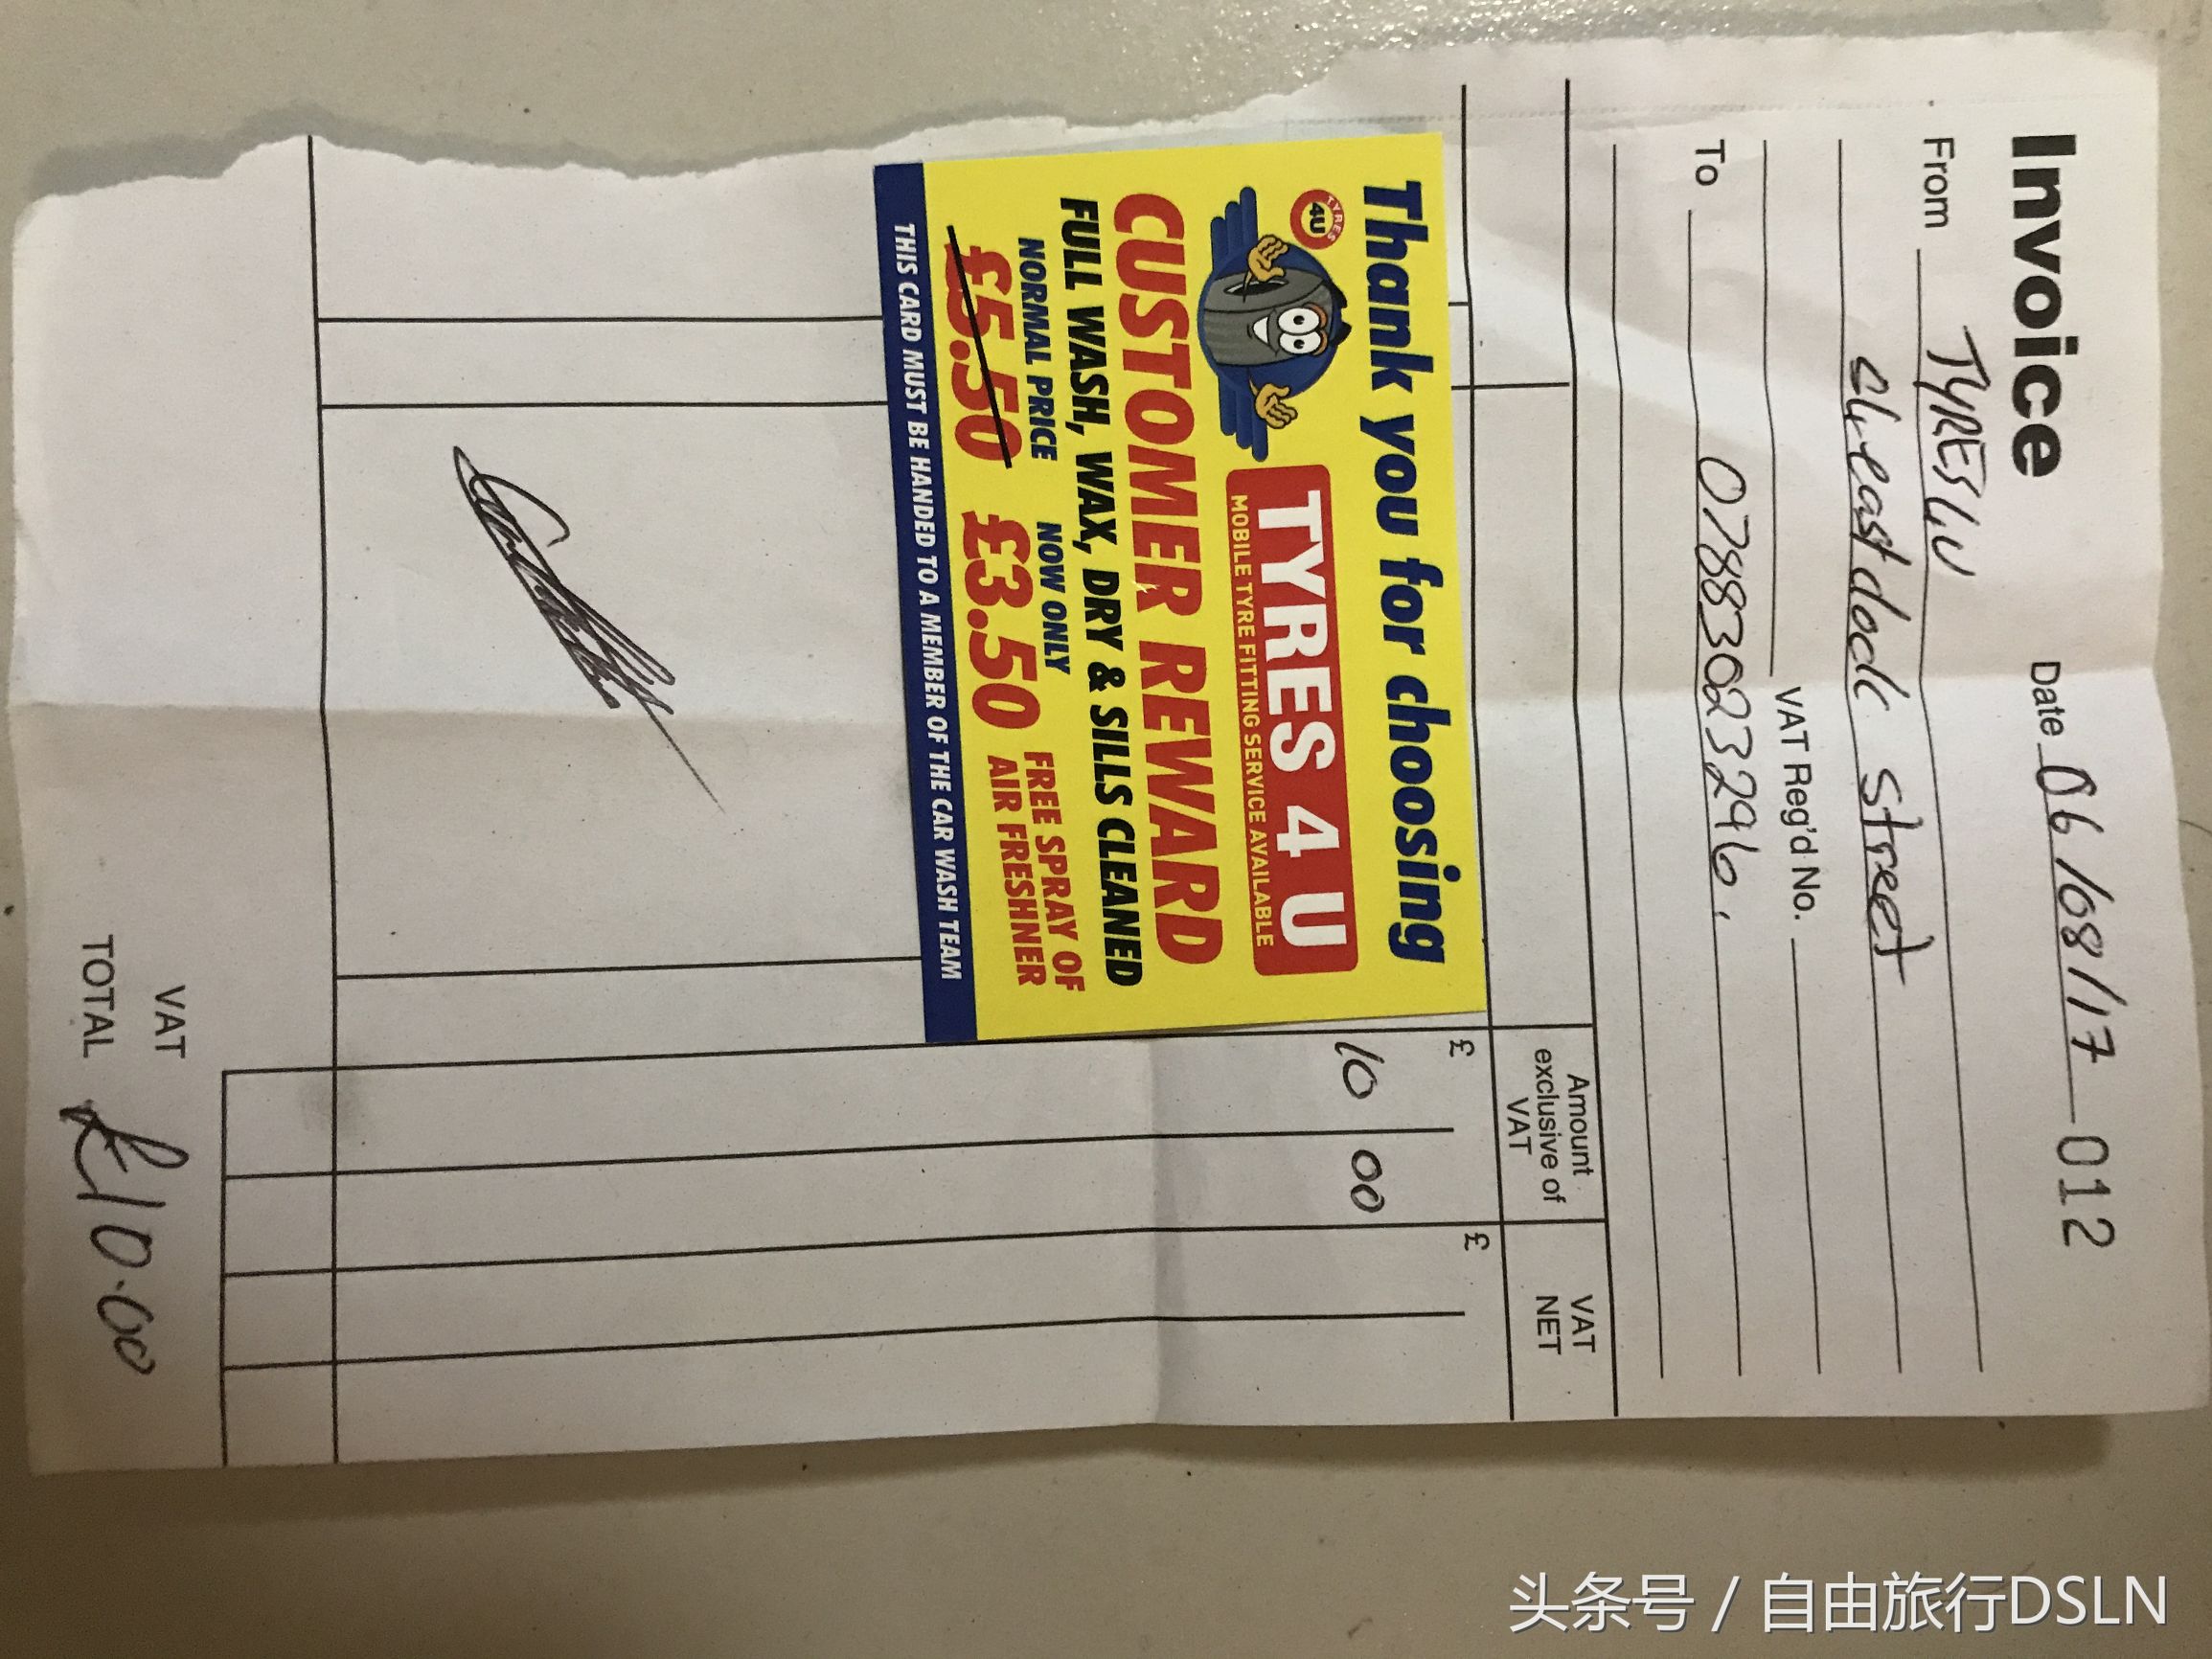 Invoice Date 06/08/17 012
From TYRES4U
east dock street
VAT Reg'd No.
To 07883023296.
Amount exclusive of VAT
VAT NET
£ £
10 00
Thank you for choosing
TYRES 4U
TYRES 4 U
MOBILE TYRE FITTING SERVICE AVAILABLE
CUSTOMER REWARD
FULL WASH, WAX, DRY & SILLS CLEANED
NORMAL PRICE NOW ONLY
£5.50 £3.50
FREE SPRAY OF
AIR FRESHNER
THIS CARD MUST BE HANDED TO A MEMBER OF THE CAR WASH TEAM
VAT
TOTAL £10.00
头条号 / 自由旅行DSLN